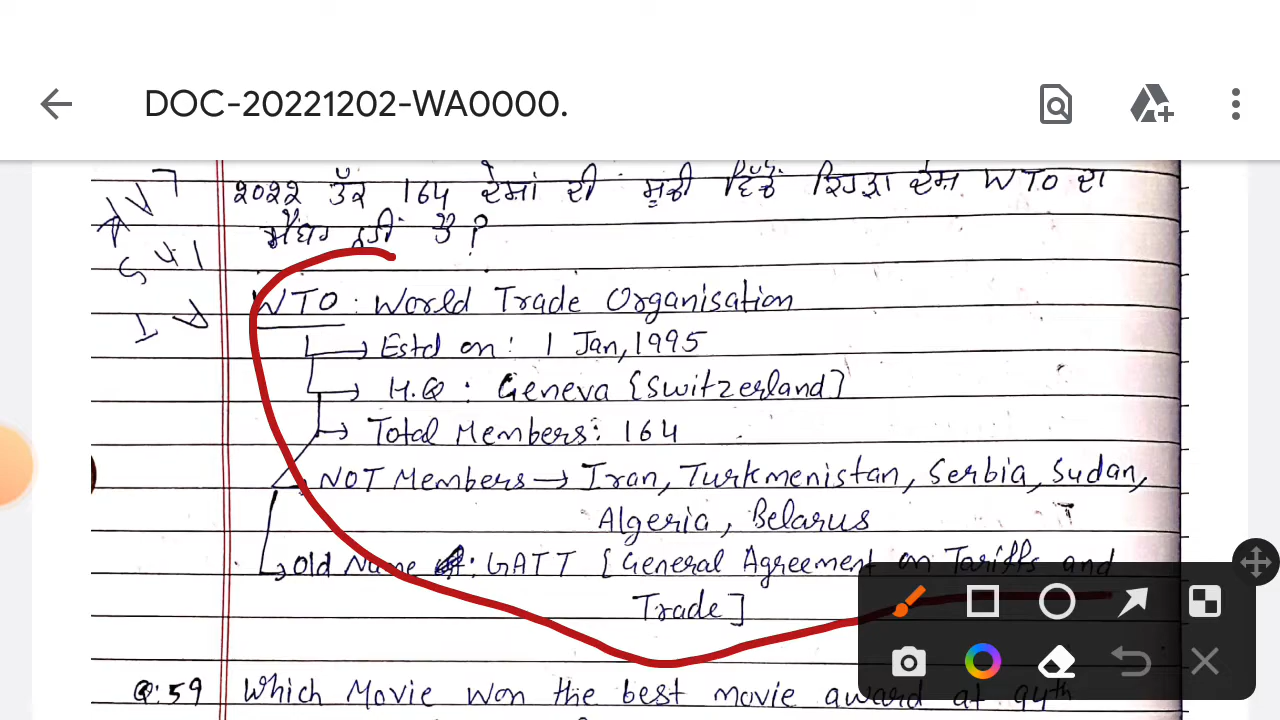 DOC-20221202-WA0000.
੨੦੨੨ ਤੱਕ 164 ਦੇਸ਼ਾਂ ਦੀ ਸੂਚੀ ਵਿੱਚੋਂ ਕਿਹੜਾ ਦੇਸ਼ WTO ਦਾ
ਮੈਂਬਰ ਨਹੀਂ ਹੈ?
WTO : World Trade Organisation
Estd on : 1 Jan, 1995
H.Q : Geneva [Switzerland]
Total Members : 164
NOT Members → Iran, Turkmenistan, Serbia, Sudan,
Algeria, Belarus
Old Name : GATT [General Agreement on Tariffs and
Trade]
Q:59 Which Movie won the best movie award at 94th